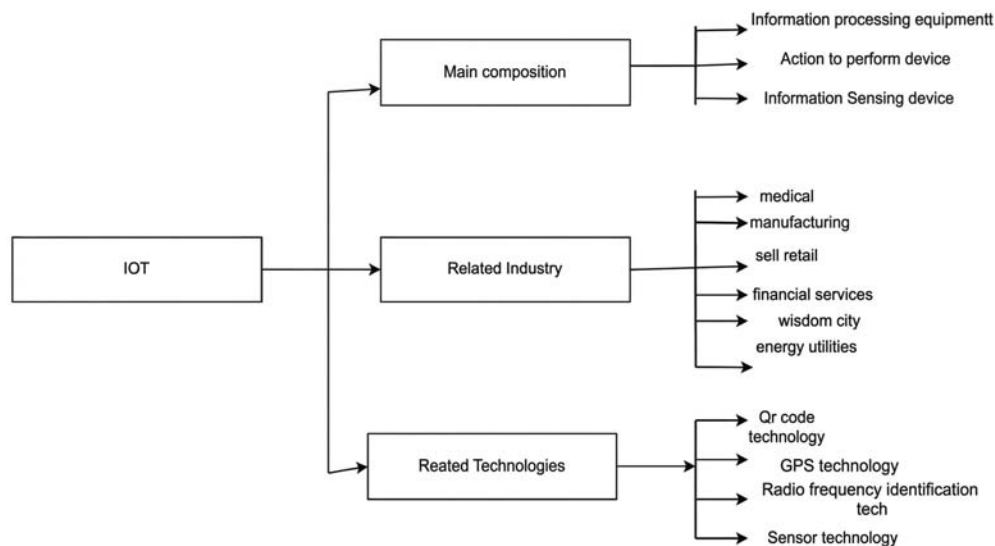 Information processing equipmentt
Main composition
Action to perform device
Information Sensing device
medical
manufacturing
IOT
Related Industry
sell retail
financial services
wisdom city
energy utilities
Qr code
technology
Reated Technologies
GPS technology
Radio frequency identification
tech
Sensor technology